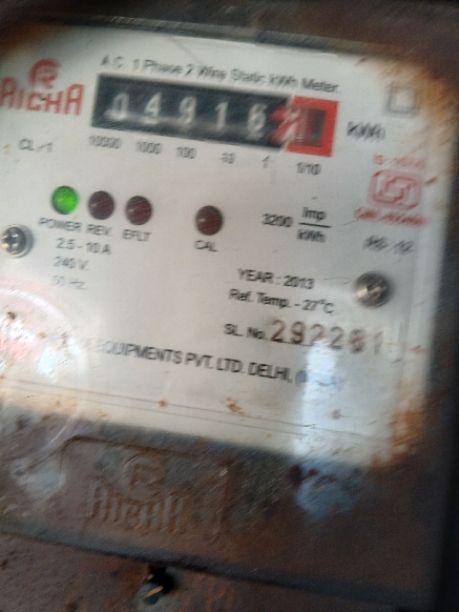 A.C. 1 Phase 2 Wire Static kWh Meter.
RICHA
04916
kWh
10000 1000 100 10 1 1/10
CL.-1
POWER REV. EFLT
CAL
3200 Imp/kWh
2.5 - 10 A
240 V.
50 Hz.
YEAR : 2013
Ref. Temp. - 27°C
SL. No. 292261
EQUIPMENTS PVT. LTD. DELHI,
RICHA